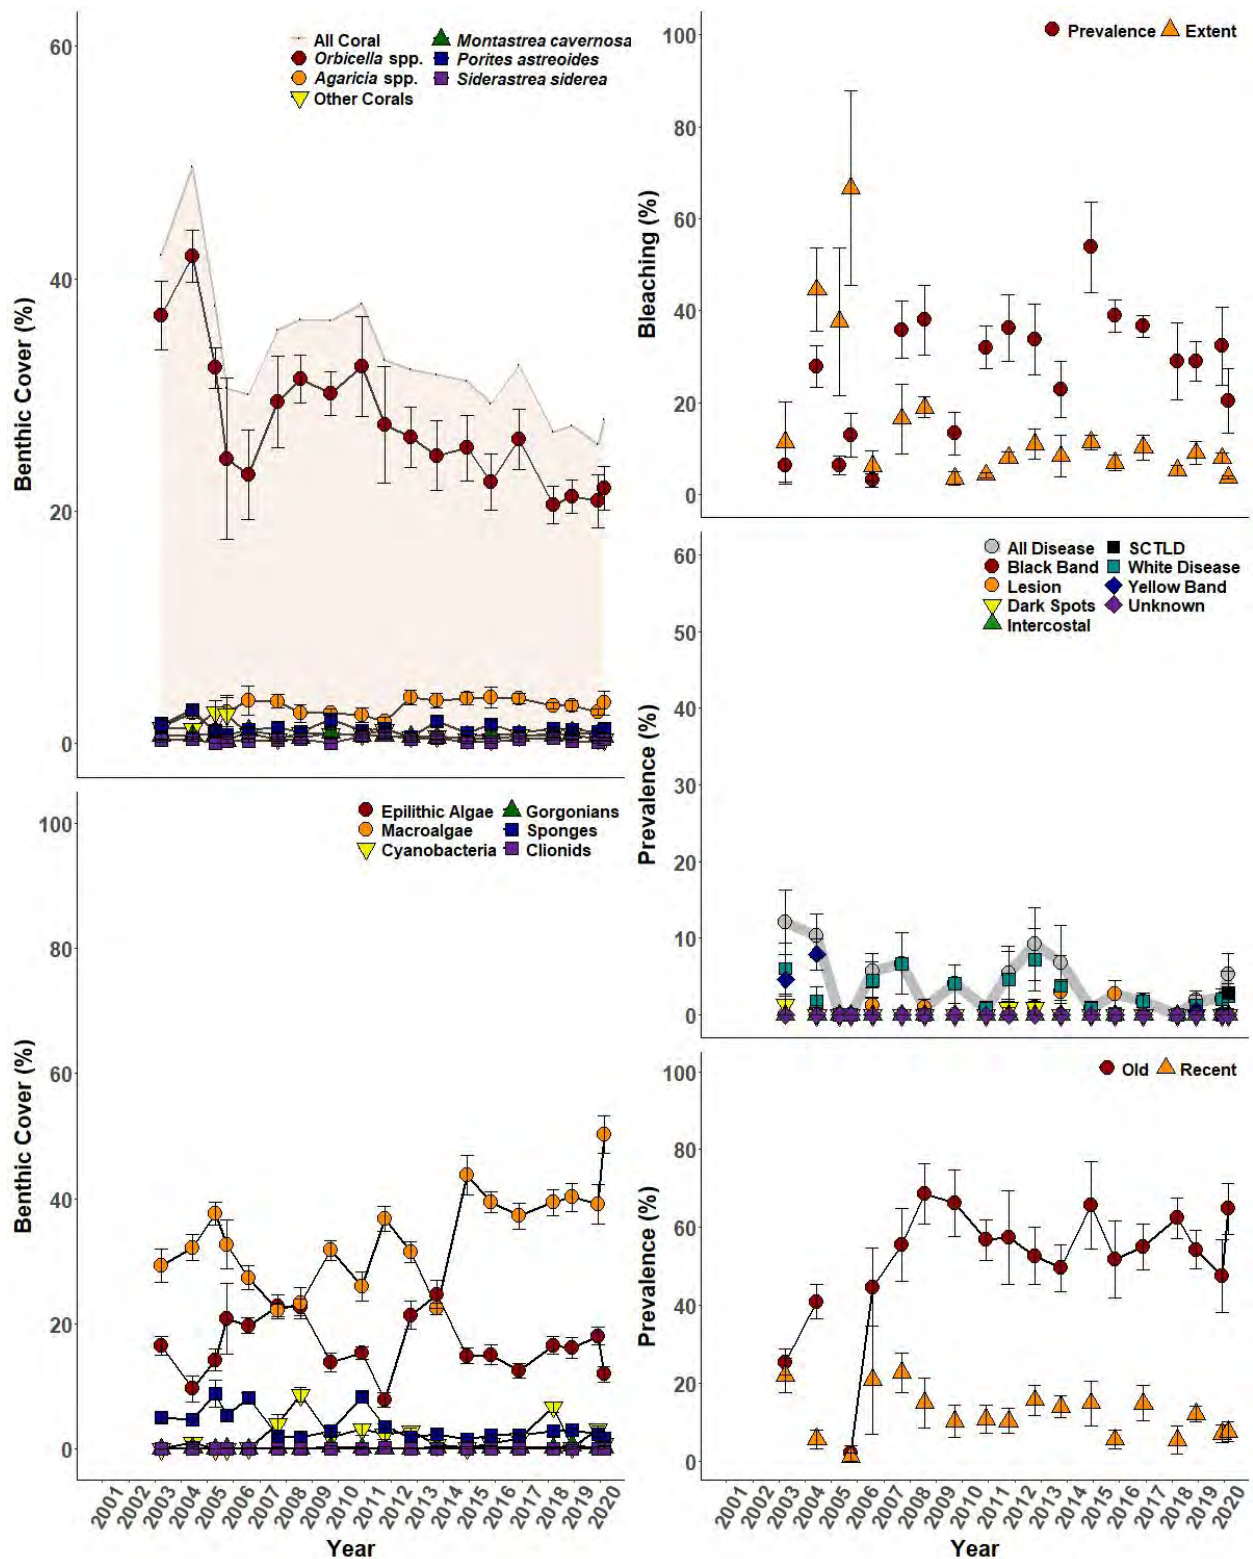 All Coral
Orbicella spp.
Agaricia spp.
Other Corals
Montastrea cavernosa
Porites astreoides
Siderastrea siderea
60
40
20
0
Benthic Cover (%)
Prevalence Extent
100
80
60
40
20
0
Bleaching (%)
All Disease
Black Band
Lesion
Dark Spots
Intercostal
SCTLD
White Disease
Yellow Band
Unknown
60
50
40
30
20
10
0
Prevalence (%)
Epilithic Algae
Macroalgae
Cyanobacteria
Gorgonians
Sponges
Clionids
100
80
60
40
20
0
Benthic Cover (%)
2001 2002 2003 2004 2005 2006 2007 2008 2009 2010 2011 2012 2013 2014 2015 2016 2017 2018 2019 2020
Year
Old Recent
100
80
60
40
20
0
Prevalence (%)
2001 2002 2003 2004 2005 2006 2007 2008 2009 2010 2011 2012 2013 2014 2015 2016 2017 2018 2019 2020
Year